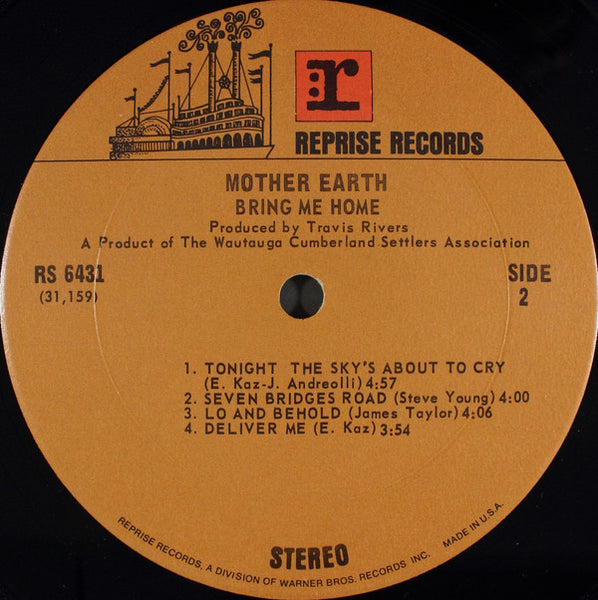 :r
REPRISE RECORDS
MOTHER EARTH
BRING ME HOME
Produced by Travis Rivers
A Product of The Wautauga Cumberland Settlers Association
RS 6431
(31,159)
SIDE
2
1. TONIGHT THE SKY'S ABOUT TO CRY
(E. Kaz-J. Andreolli) 4:57
2. SEVEN BRIDGES ROAD (Steve Young) 4:00
3. LO AND BEHOLD (James Taylor) 4:06
4. DELIVER ME (E. Kaz) 3:54
STEREO
REPRISE RECORDS, A DIVISION OF WARNER BROS. RECORDS INC. MADE IN U.S.A.